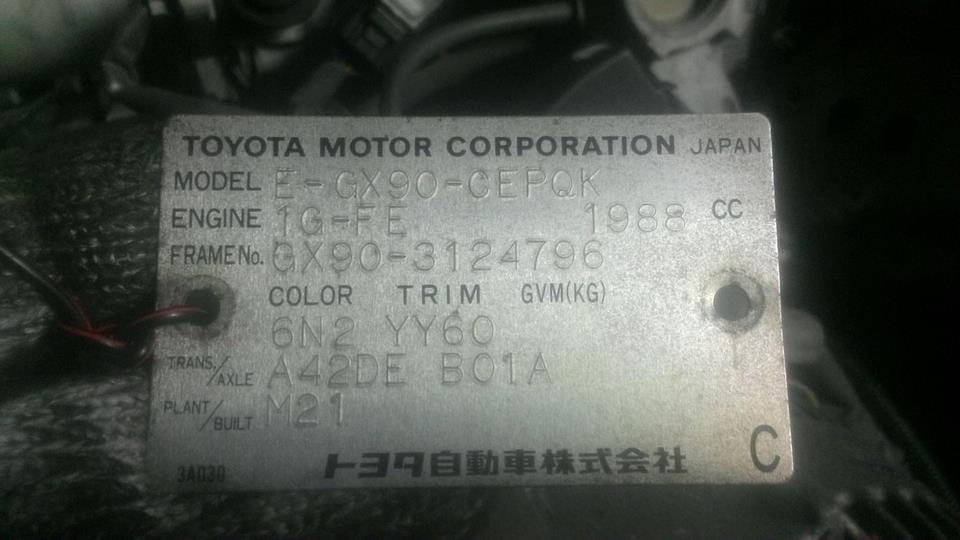 TOYOTA MOTOR CORPORATION JAPAN
MODEL E-GX90-CEPQK
ENGINE 1G-FE 1988 CC
FRAME No. GX90-3124796
COLOR TRIM GVM(KG)
6N2 YY60
TRANS./AXLE A42DE B01A
PLANT/BUILT M21
トヨタ自動車株式会社 C
3A030